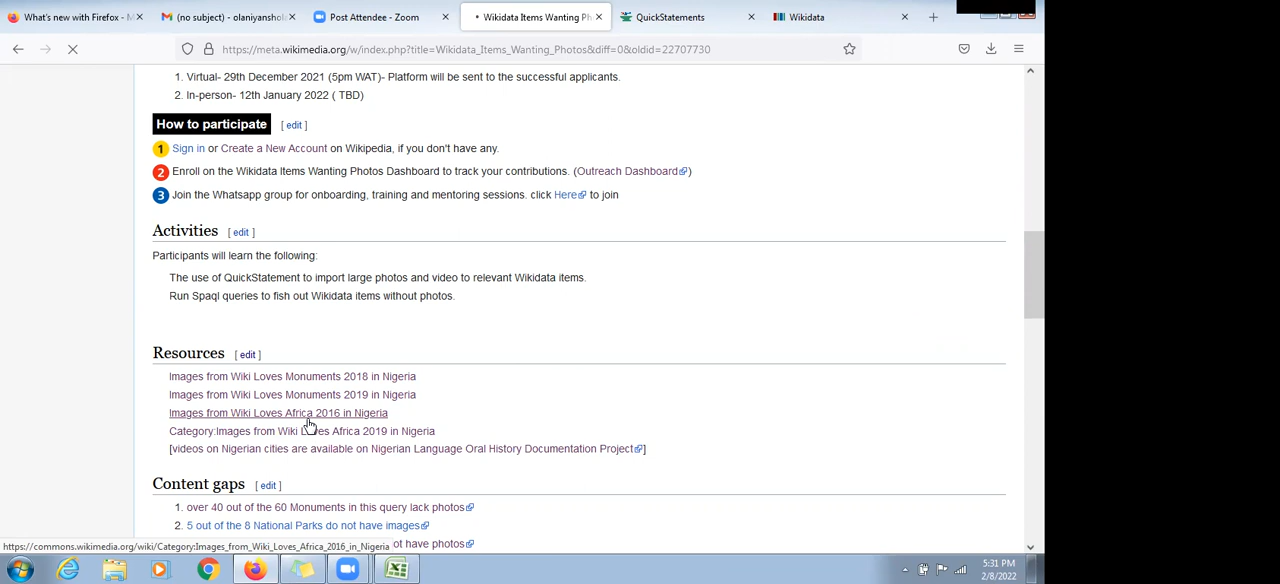 What's new with Firefox - M
(no subject) - olaniyanshol
Post Attendee - Zoom
Wikidata Items Wanting Ph
QuickStatements
Wikidata
https://meta.wikimedia.org/w/index.php?title=Wikidata_Items_Wanting_Photos&diff=0&oldid=22707730
1. Virtual- 29th December 2021 (5pm WAT)- Platform will be sent to the successful applicants.
2. In-person- 12th January 2022 ( TBD)
How to participate [ edit ]
1 Sign in or Create a New Account on Wikipedia, if you don't have any.
2 Enroll on the Wikidata Items Wanting Photos Dashboard to track your contributions. (Outreach Dashboard)
3 Join the Whatsapp group for onboarding, training and mentoring sessions. click Here to join
Activities [ edit ]
Participants will learn the following:
The use of QuickStatement to import large photos and video to relevant Wikidata items.
Run Spaql queries to fish out Wikidata items without photos.
Resources [ edit ]
Images from Wiki Loves Monuments 2018 in Nigeria
Images from Wiki Loves Monuments 2019 in Nigeria
Images from Wiki Loves Africa 2016 in Nigeria
Category:Images from Wiki Loves Africa 2019 in Nigeria
[videos on Nigerian cities are available on Nigerian Language Oral History Documentation Project]
Content gaps [ edit ]
1. over 40 out of the 60 Monuments in this query lack photos
2. 5 out of the 8 National Parks do not have images
https://commons.wikimedia.org/wiki/Category:Images_from_Wiki_Loves_Africa_2016_in_Nigeria
ot have photos
5:31 PM
2/8/2022